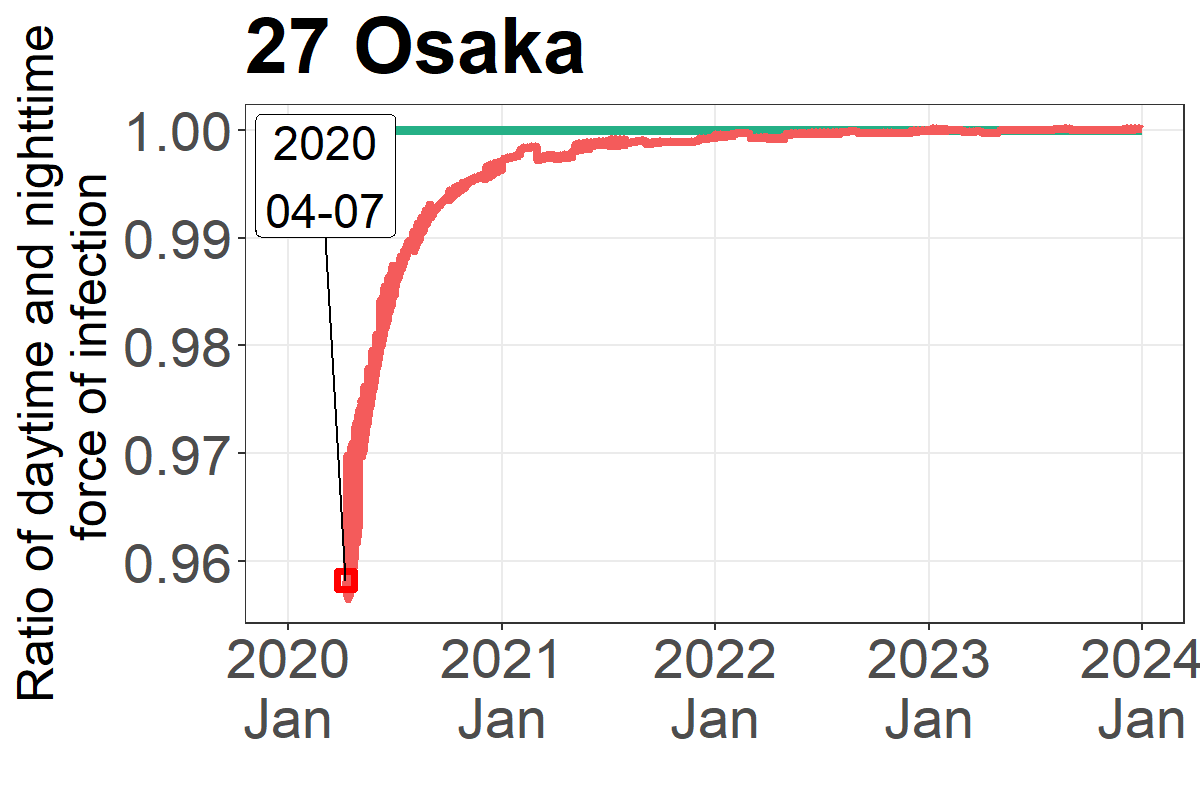 27 Osaka
Ratio of daytime and nighttime
force of infection
1.00
0.99
0.98
0.97
0.96
2020
04-07
2020
Jan
2021
Jan
2022
Jan
2023
Jan
2024
Jan